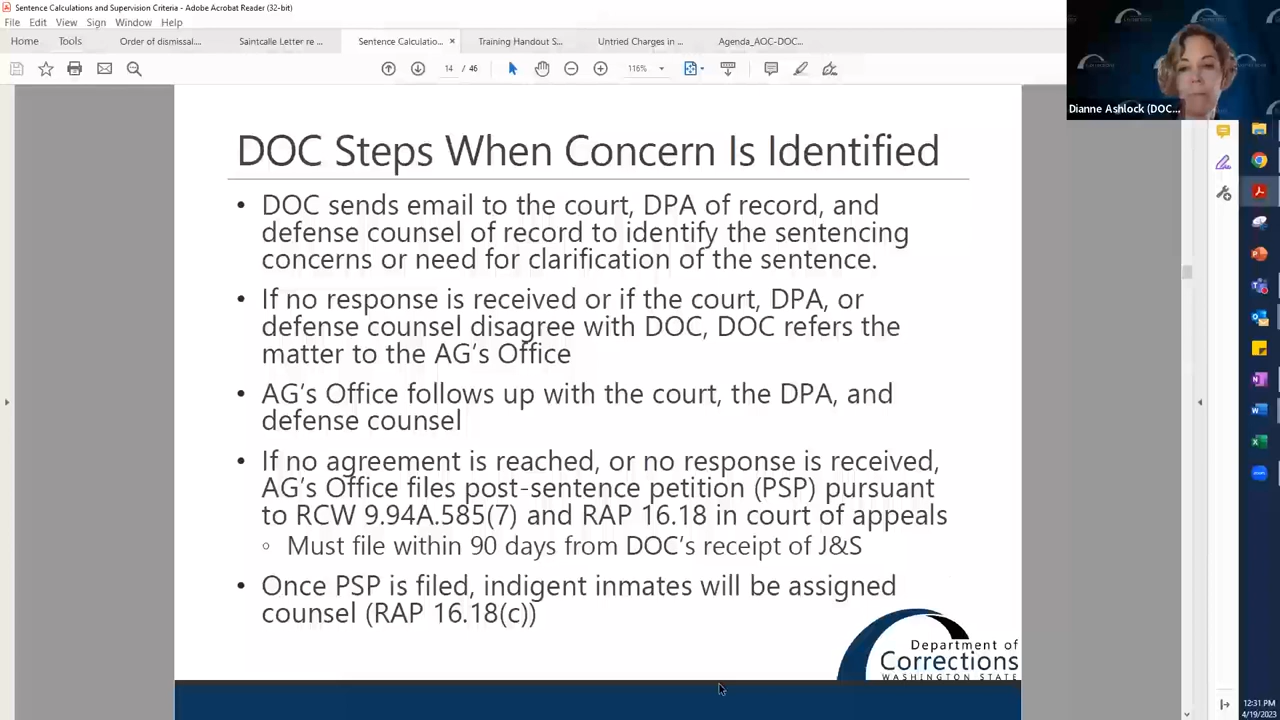 Sentence Calculations and Supervision Criteria - Adobe Acrobat Reader (32-bit)
File Edit View Sign Window Help
Home Tools Order of dismissal.... Saintcalle Letter re ... Sentence Calculatio... × Training Handout S... Untried Charges in ... Agenda_AOC-DOC...
14 / 46 116%
Dianne Ashlock (DOC...
DOC Steps When Concern Is Identified
• DOC sends email to the court, DPA of record, and
defense counsel of record to identify the sentencing
concerns or need for clarification of the sentence.
• If no response is received or if the court, DPA, or
defense counsel disagree with DOC, DOC refers the
matter to the AG's Office
• AG's Office follows up with the court, the DPA, and
defense counsel
• If no agreement is reached, or no response is received,
AG's Office files post-sentence petition (PSP) pursuant
to RCW 9.94A.585(7) and RAP 16.18 in court of appeals
◦ Must file within 90 days from DOC's receipt of J&S
• Once PSP is filed, indigent inmates will be assigned
counsel (RAP 16.18(c))
Department of
Corrections
WASHINGTON STATE
12:31 PM
4/19/2023